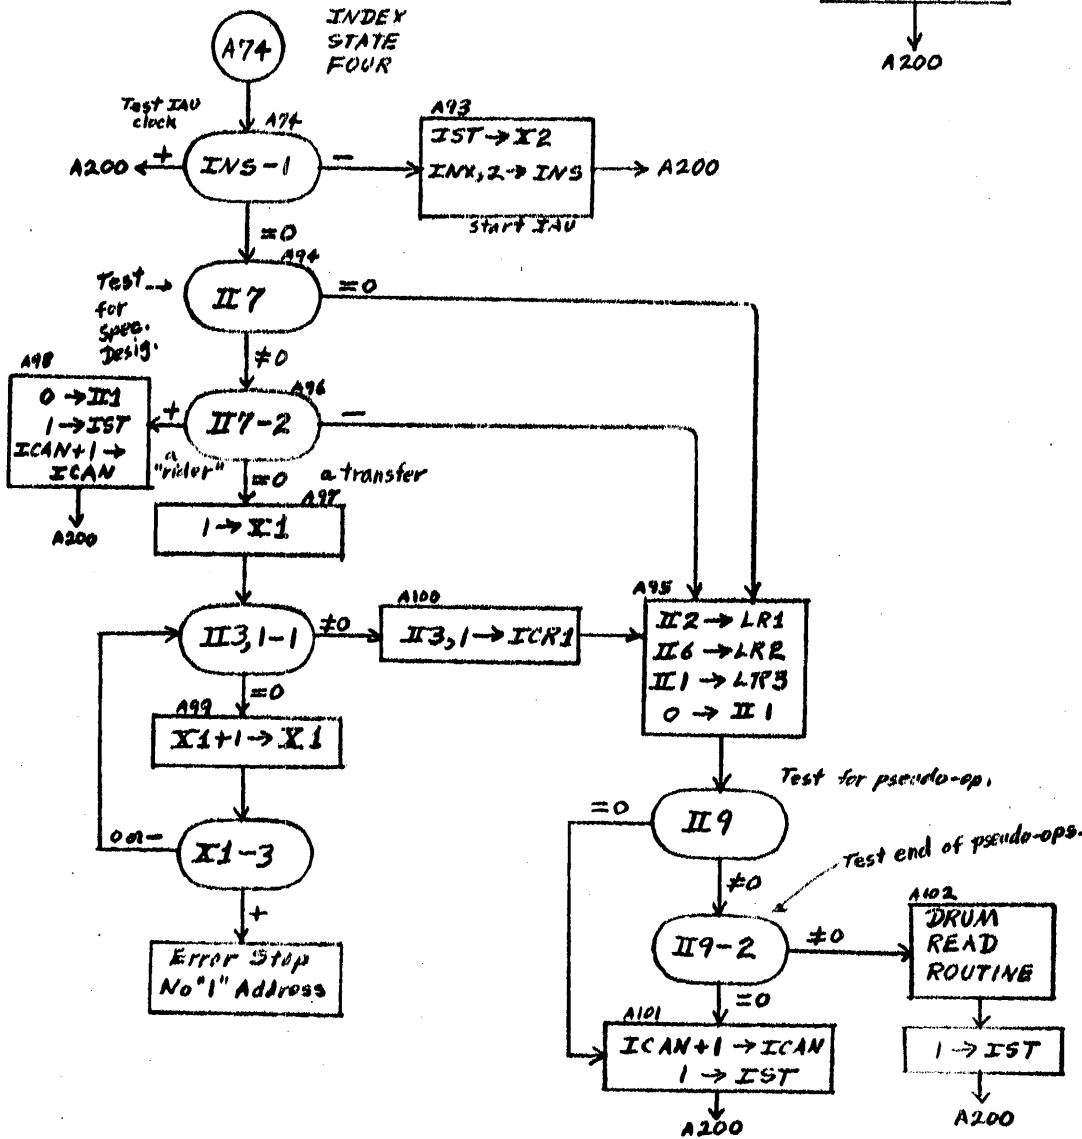 INDEX
STATE
FOUR
A74
A200
Test IAU
clock
A74
INS-1
+
A200
-
A93
IST → X2
INX,2 → INS
start IAU
A200
=0
A94
Test
for
spec.
Desig.
II7
=0
≠0
A96
II7-2
+
-
A98
0 → II1
1 → IST
ICAN+1 →
ICAN
A200
a
"rider"
=0
a transfer
A97
1 → X1
II3,1-1
≠0
A100
II3,1 → ICR1
=0
A99
X1+1 → X1
X1-3
0 or -
+
Error Stop
No "1" Address
A95
II2 → LR1
II6 → LR2
II1 → LTR3
0 → II1
Test for pseudo-op.
II9
=0
≠0
Test end of pseudo-ops.
II9-2
≠0
A102
DRUM
READ
ROUTINE
1 → IST
A200
=0
A101
ICAN+1 → ICAN
1 → IST
A200